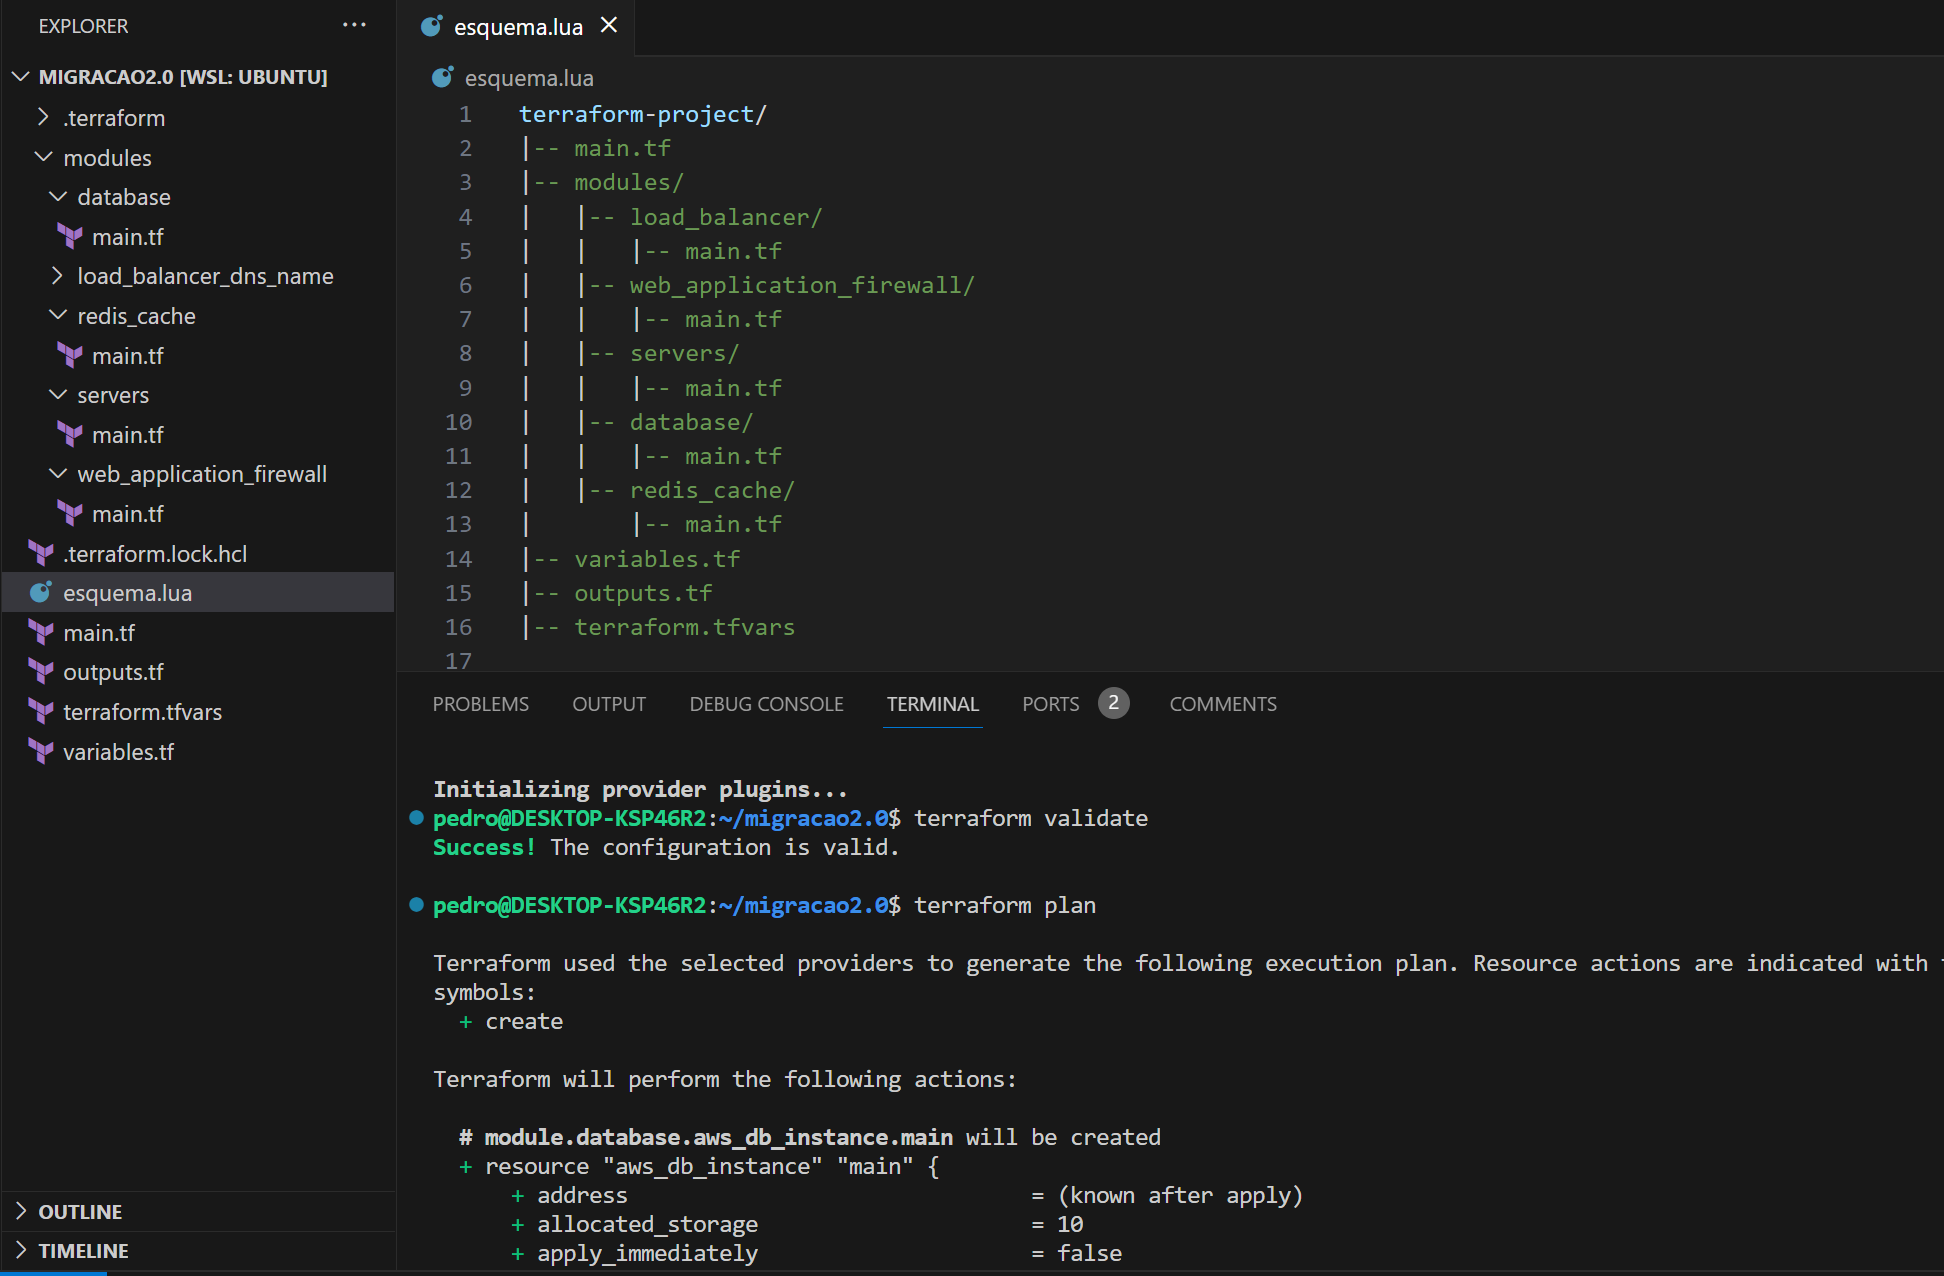 EXPLORER ...
MIGRACAO2.0 [WSL: UBUNTU]
.terraform
modules
database
main.tf
load_balancer_dns_name
redis_cache
main.tf
servers
main.tf
web_application_firewall
main.tf
.terraform.lock.hcl
esquema.lua
main.tf
outputs.tf
terraform.tfvars
variables.tf
OUTLINE
TIMELINE
esquema.lua
esquema.lua
1 terraform-project/
2 |-- main.tf
3 |-- modules/
4 |   |-- load_balancer/
5 |   |   |-- main.tf
6 |   |-- web_application_firewall/
7 |   |   |-- main.tf
8 |   |-- servers/
9 |   |   |-- main.tf
10 |   |-- database/
11 |   |   |-- main.tf
12 |   |-- redis_cache/
13 |       |-- main.tf
14 |-- variables.tf
15 |-- outputs.tf
16 |-- terraform.tfvars
17
PROBLEMS OUTPUT DEBUG CONSOLE TERMINAL PORTS 2 COMMENTS
Initializing provider plugins...
pedro@DESKTOP-KSP46R2:~/migracao2.0$ terraform validate
Success! The configuration is valid.
pedro@DESKTOP-KSP46R2:~/migracao2.0$ terraform plan
Terraform used the selected providers to generate the following execution plan. Resource actions are indicated with
symbols:
+ create
Terraform will perform the following actions:
# module.database.aws_db_instance.main will be created
+ resource "aws_db_instance" "main" {
+ address = (known after apply)
+ allocated_storage = 10
+ apply_immediately = false